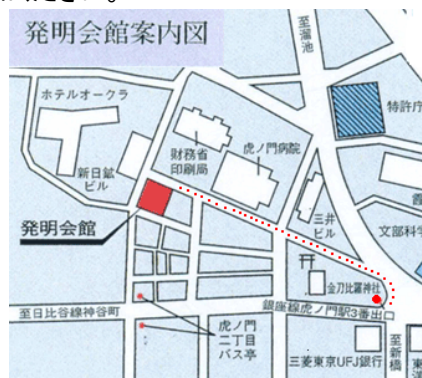 ください。
発明会館案内図
至溜池
ホテルオークラ
特許庁
財務省
印刷局
虎ノ門病院
新日鉱
ビル
三井
ビル
発明会館
文部科学
金刀比羅神社
至日比谷線神谷町
銀座線虎ノ門駅3番出口
虎ノ門
二丁目
バス亭
至新橋
三菱東京UFJ銀行